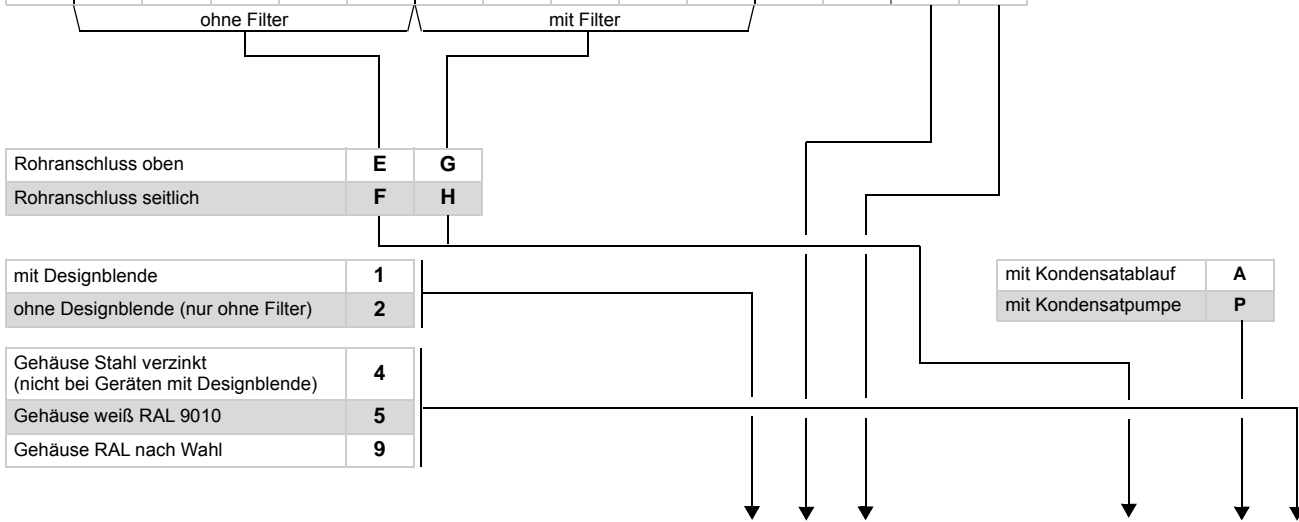 ohne Filter mit Filter
Rohranschluss oben E G
Rohranschluss seitlich F H
mit Designblende 1
ohne Designblende (nur ohne Filter) 2
mit Kondensatablauf A
mit Kondensatpumpe P
Gehäuse Stahl verzinkt
(nicht bei Geräten mit Designblende) 4
Gehäuse weiß RAL 9010 5
Gehäuse RAL nach Wahl 9